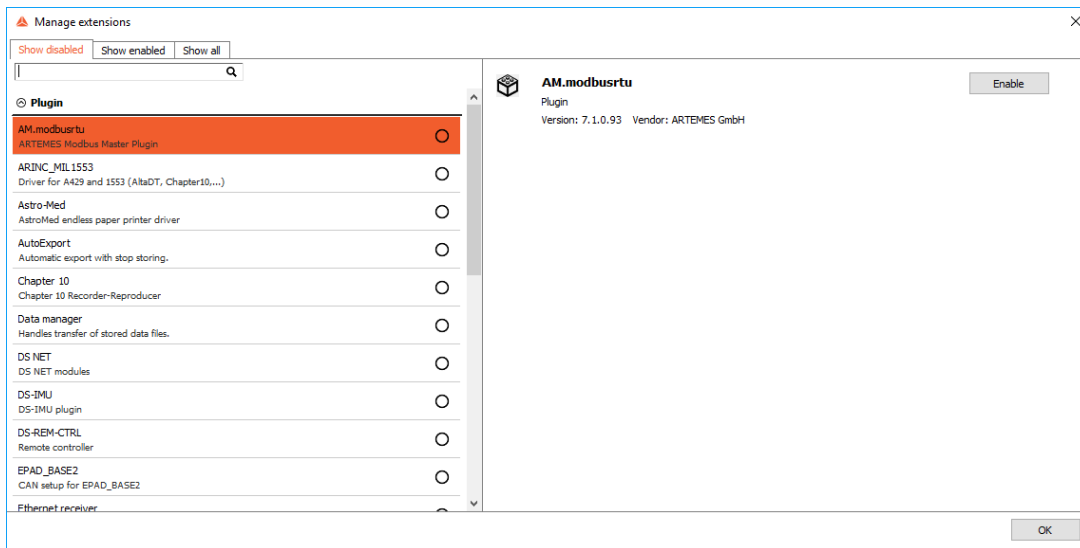 Manage extensions
Show disabled Show enabled Show all
Plugin
AM.modbusrtu
ARTEMES Modbus Master Plugin
ARINC_MIL1553
Driver for A429 and 1553 (AltaDT, Chapter10,...)
Astro-Med
AstroMed endless paper printer driver
AutoExport
Automatic export with stop storing.
Chapter 10
Chapter 10 Recorder-Reproducer
Data manager
Handles transfer of stored data files.
DS NET
DS NET modules
DS-IMU
DS-IMU plugin
DS-REM-CTRL
Remote controller
EPAD_BASE2
CAN setup for EPAD_BASE2
Ethernet receiver
AM.modbusrtu
Enable
Plugin
Version: 7.1.0.93 Vendor: ARTEMES GmbH
OK